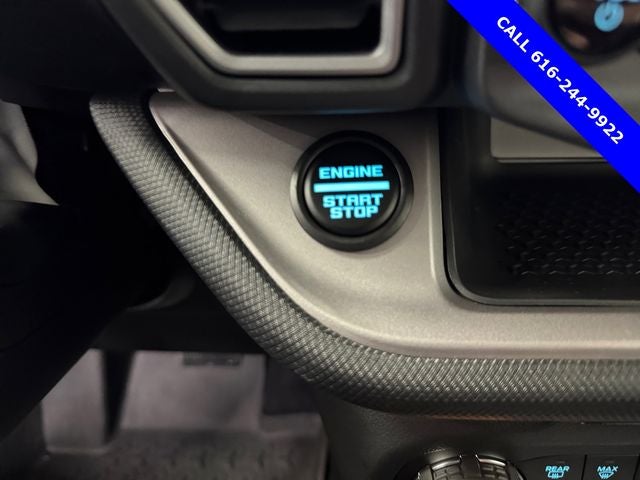 CALL 616-244-9922
ENGINE
START
STOP
REAR
MAX